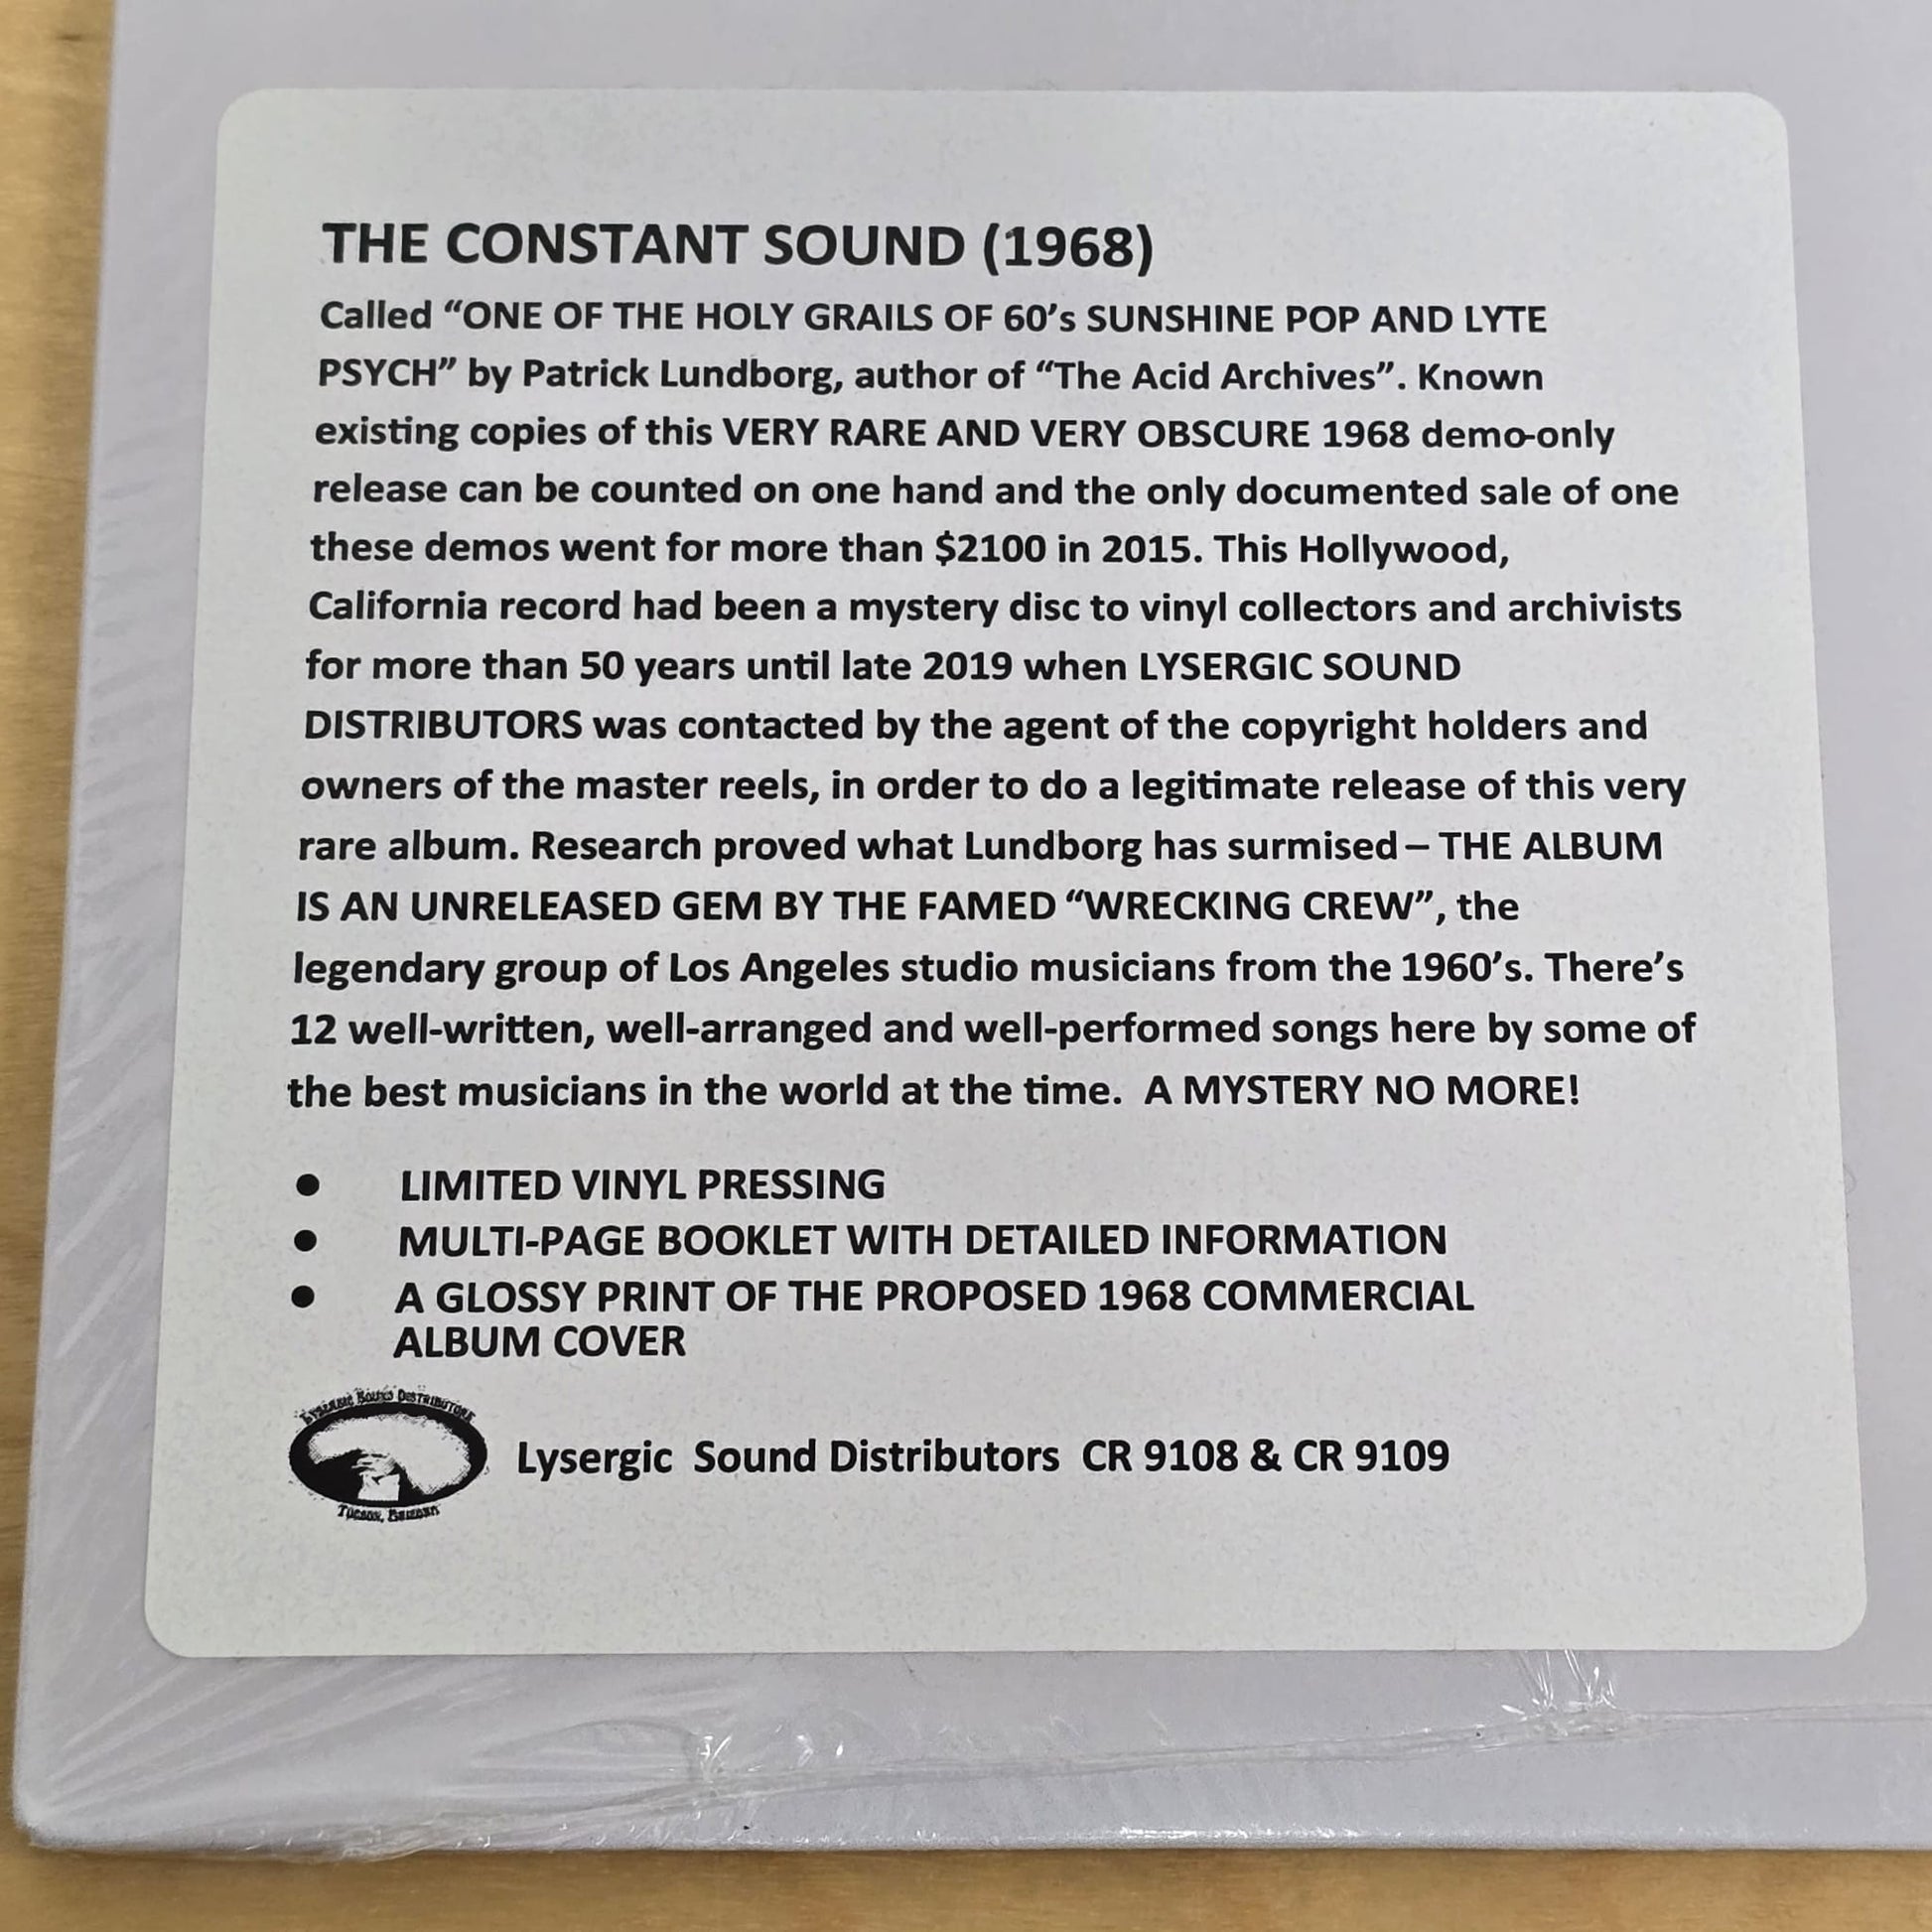 THE CONSTANT SOUND (1968)
Called “ONE OF THE HOLY GRAILS OF 60’s SUNSHINE POP AND LYTE
PSYCH” by Patrick Lundborg, author of “The Acid Archives”. Known
existing copies of this VERY RARE AND VERY OBSCURE 1968 demo-only
release can be counted on one hand and the only documented sale of one
these demos went for more than $2100 in 2015. This Hollywood,
California record had been a mystery disc to vinyl collectors and archivists
for more than 50 years until late 2019 when LYSERGIC SOUND
DISTRIBUTORS was contacted by the agent of the copyright holders and
owners of the master reels, in order to do a legitimate release of this very
rare album. Research proved what Lundborg has surmised – THE ALBUM
IS AN UNRELEASED GEM BY THE FAMED “WRECKING CREW”, the
legendary group of Los Angeles studio musicians from the 1960’s. There’s
12 well-written, well-arranged and well-performed songs here by some of
the best musicians in the world at the time. A MYSTERY NO MORE!
• LIMITED VINYL PRESSING
• MULTI-PAGE BOOKLET WITH DETAILED INFORMATION
• A GLOSSY PRINT OF THE PROPOSED 1968 COMMERCIAL
ALBUM COVER
Lysergic Sound Distributors
Tucson, Arizona
Lysergic Sound Distributors CR 9108 & CR 9109